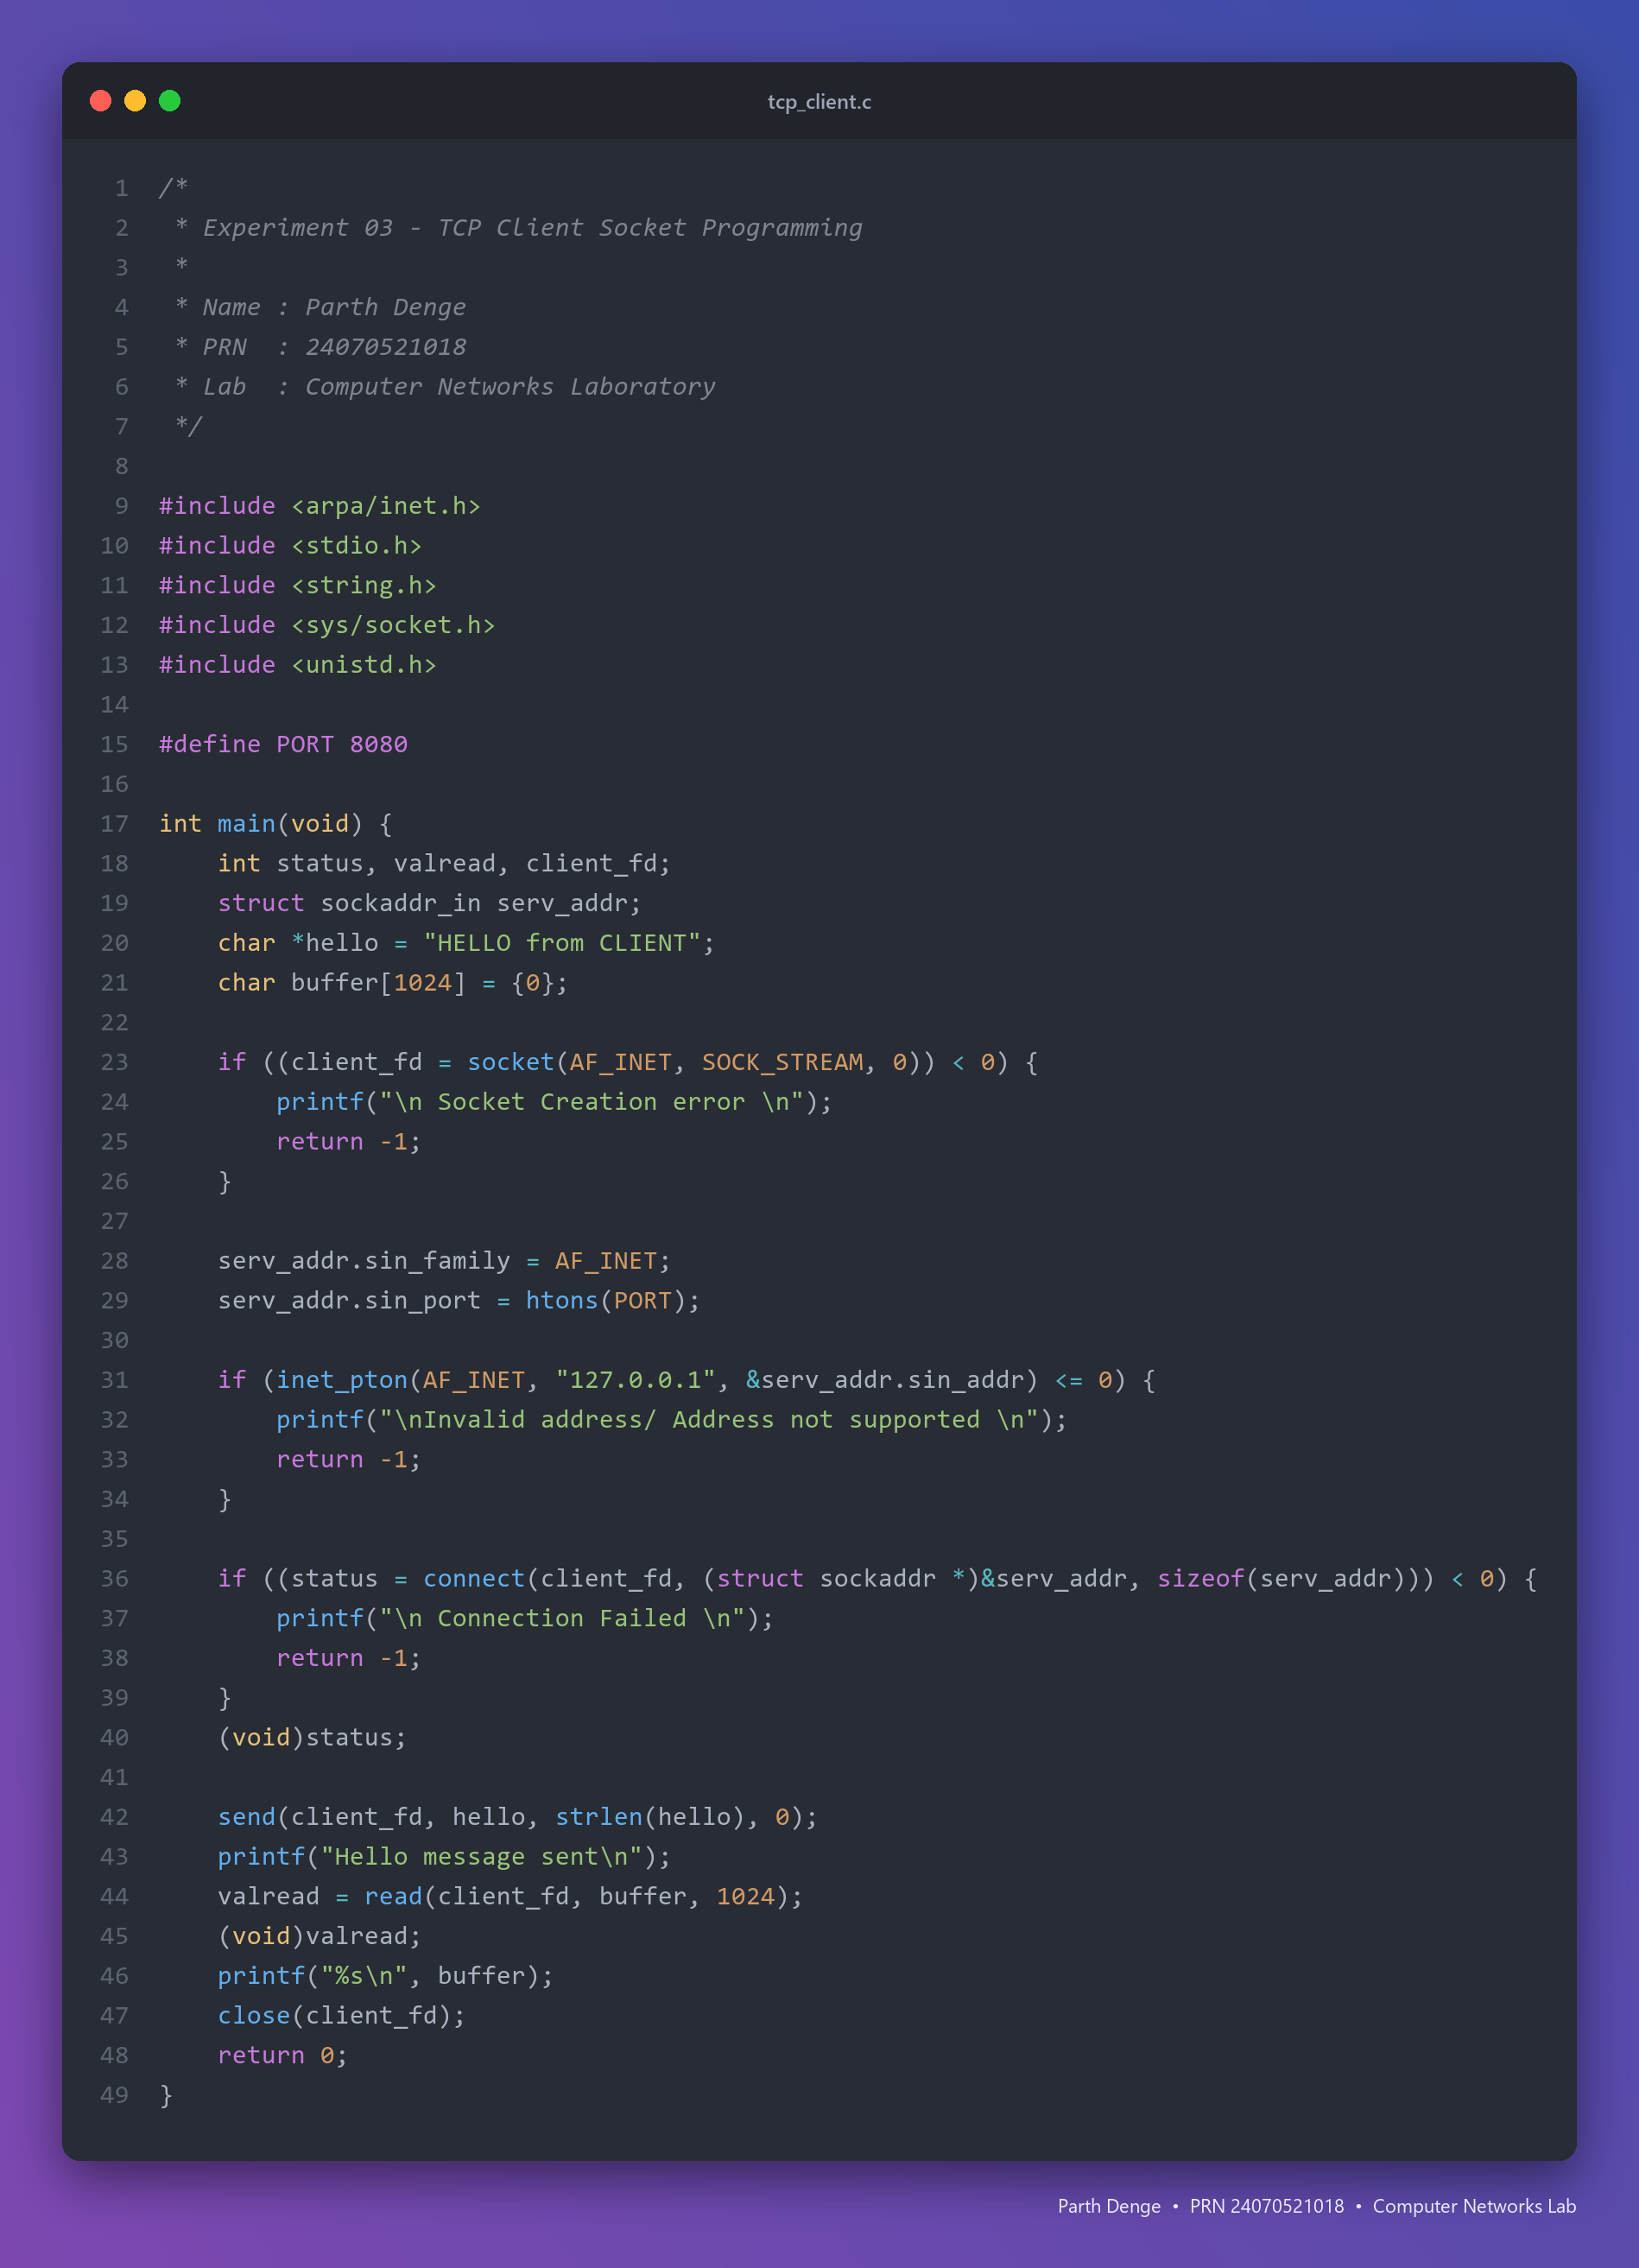 tcp_client.c
1 /*
2  * Experiment 03 - TCP Client Socket Programming
3  *
4  * Name : Parth Denge
5  * PRN  : 24070521018
6  * Lab  : Computer Networks Laboratory
7  */
8
9 #include <arpa/inet.h>
10 #include <stdio.h>
11 #include <string.h>
12 #include <sys/socket.h>
13 #include <unistd.h>
14
15 #define PORT 8080
16
17 int main(void) {
18     int status, valread, client_fd;
19     struct sockaddr_in serv_addr;
20     char *hello = "HELLO from CLIENT";
21     char buffer[1024] = {0};
22
23     if ((client_fd = socket(AF_INET, SOCK_STREAM, 0)) < 0) {
24         printf("\n Socket Creation error \n");
25         return -1;
26     }
27
28     serv_addr.sin_family = AF_INET;
29     serv_addr.sin_port = htons(PORT);
30
31     if (inet_pton(AF_INET, "127.0.0.1", &serv_addr.sin_addr) <= 0) {
32         printf("\nInvalid address/ Address not supported \n");
33         return -1;
34     }
35
36     if ((status = connect(client_fd, (struct sockaddr *)&serv_addr, sizeof(serv_addr))) < 0) {
37         printf("\n Connection Failed \n");
38         return -1;
39     }
40     (void)status;
41
42     send(client_fd, hello, strlen(hello), 0);
43     printf("Hello message sent\n");
44     valread = read(client_fd, buffer, 1024);
45     (void)valread;
46     printf("%s\n", buffer);
47     close(client_fd);
48     return 0;
49 }
Parth Denge • PRN 24070521018 • Computer Networks Lab